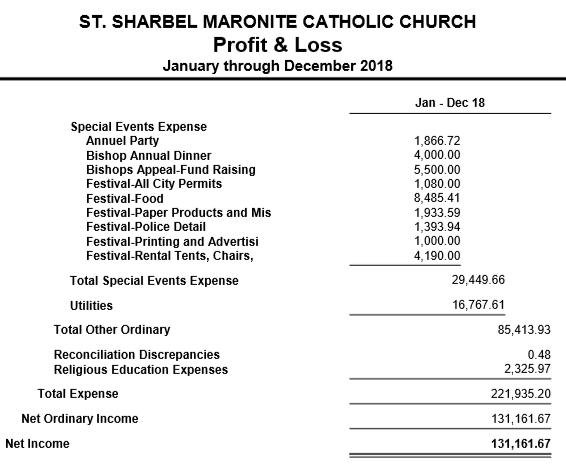 ST. SHARBEL MARONITE CATHOLIC CHURCH
Profit & Loss
January through December 2018
Jan - Dec 18
Special Events Expense
Annuel Party 1,866.72
Bishop Annual Dinner 4,000.00
Bishops Appeal-Fund Raising 5,500.00
Festival-All City Permits 1,080.00
Festival-Food 8,485.41
Festival-Paper Products and Mis 1,933.59
Festival-Police Detail 1,393.94
Festival-Printing and Advertisi 1,000.00
Festival-Rental Tents, Chairs, 4,190.00
Total Special Events Expense 29,449.66
Utilities 16,767.61
Total Other Ordinary 85,413.93
Reconciliation Discrepancies 0.48
Religious Education Expenses 2,325.97
Total Expense 221,935.20
Net Ordinary Income 131,161.67
Net Income 131,161.67